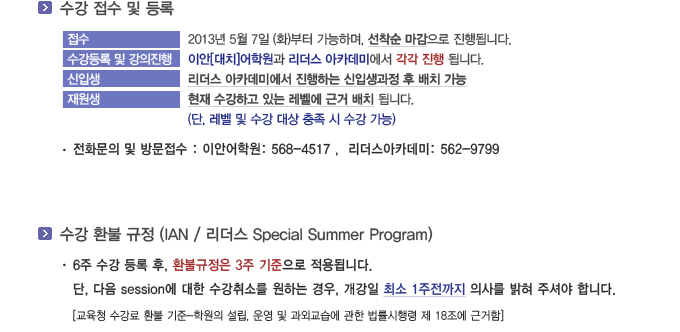 수강 접수 및 등록
접수 2013년 5월 7일 (화)부터 가능하며, 선착순 마감으로 진행됩니다.
수강등록 및 강의진행 이안[대치]어학원과 리더스 아카데미에서 각각 진행 됩니다.
신입생 리더스 아카데미에서 진행하는 신입생과정 후 배치 가능
재원생 현재 수강하고 있는 레벨에 근거 배치 됩니다.
(단, 레벨 및 수강 대상 충족 시 수강 가능)
· 전화문의 및 방문접수 : 이안어학원: 568-4517 , 리더스아카데미: 562-9799
수강 환불 규정 (IAN / 리더스 Special Summer Program)
· 6주 수강 등록 후, 환불규정은 3주 기준으로 적용됩니다.
단, 다음 session에 대한 수강취소를 원하는 경우, 개강일 최소 1주전까지 의사를 밝혀 주셔야 합니다.
[교육청 수강료 환불 기준-학원의 설립, 운영 및 과외교습에 관한 법률시행령 제 18조에 근거함]